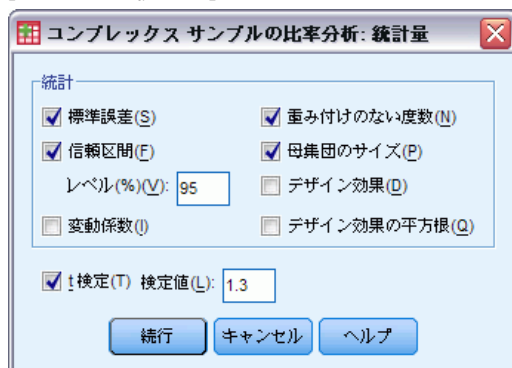 コンプレックス サンプルの比率分析: 統計量
統計
標準誤差(S) 重み付けのない度数(N)
信頼区間(F) 母集団のサイズ(P)
レベル(%)(V): 95 デザイン効果(D)
変動係数(I) デザイン効果の平方根(Q)
t 検定(T) 検定値(L): 1.3
続行 キャンセル ヘルプ